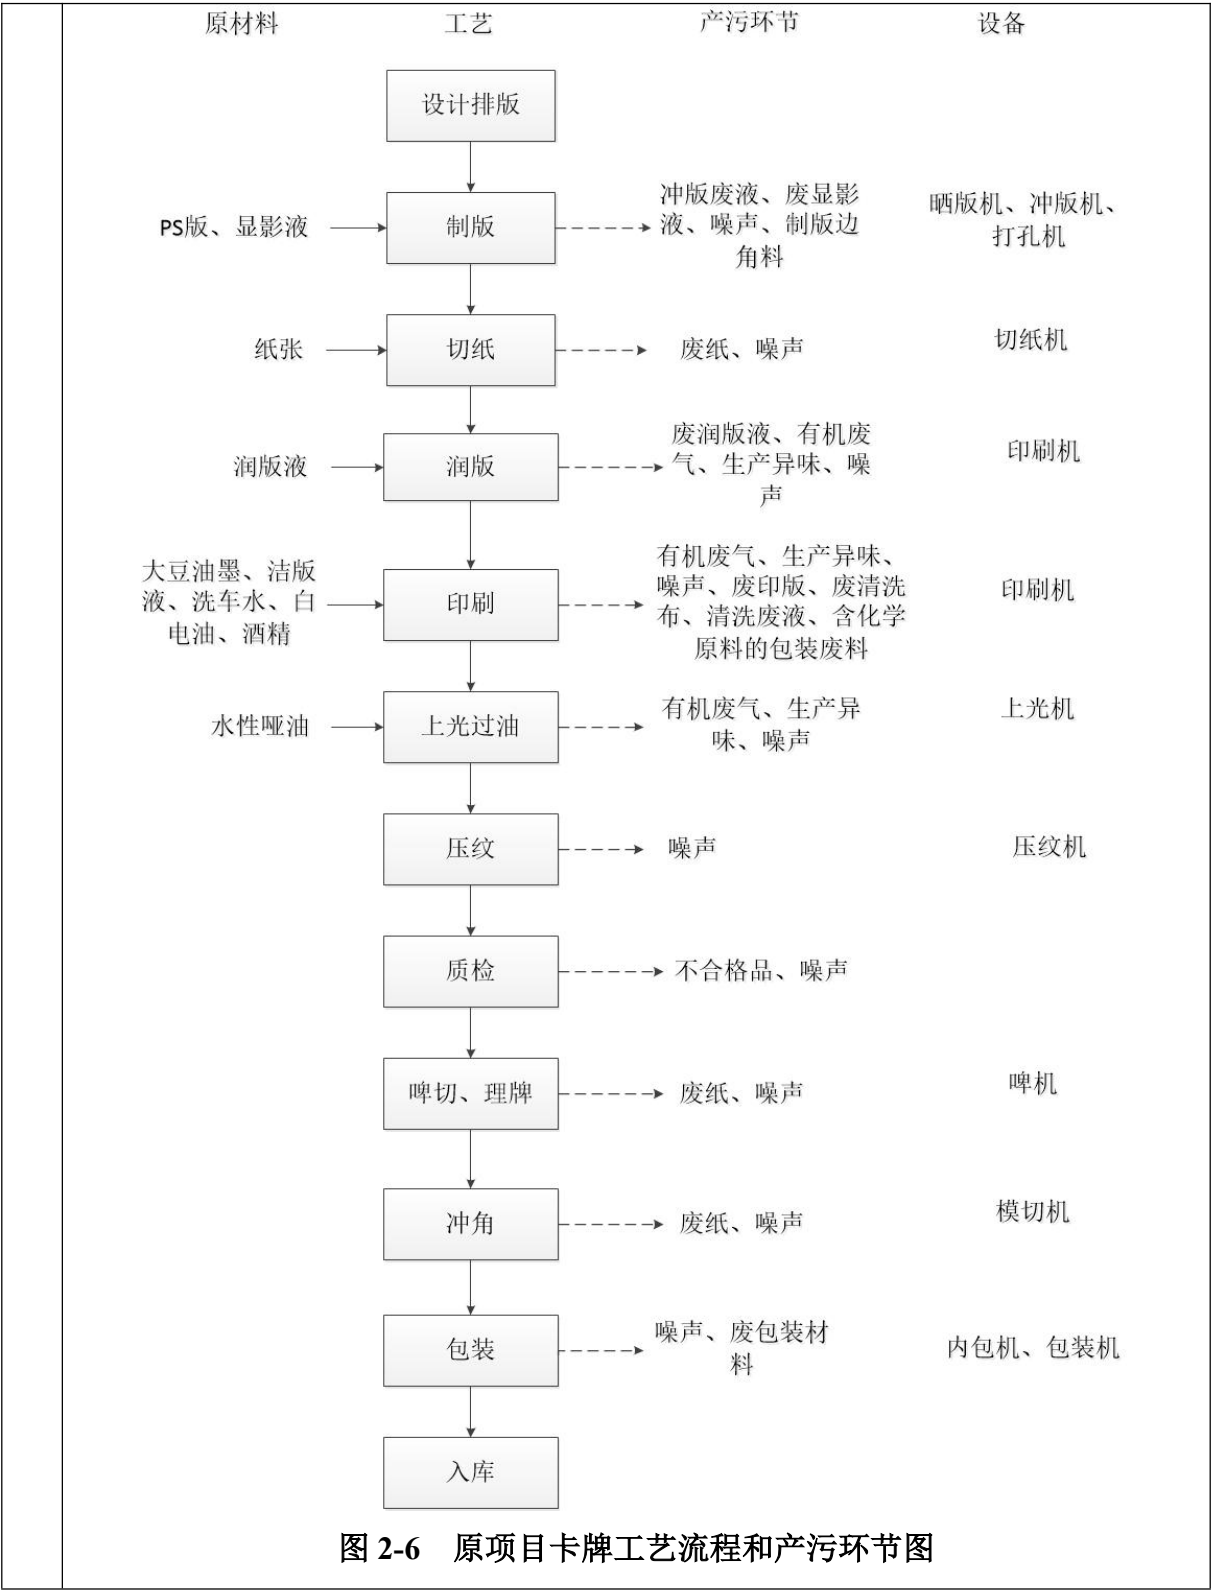 原材料 工艺 产污环节 设备
设计排版
PS版、显影液
制版
冲版废液、废显影
液、噪声、制版边
角料
晒版机、冲版机、
打孔机
纸张
切纸
废纸、噪声
切纸机
润版液
润版
废润版液、有机废
气、生产异味、噪
声
印刷机
大豆油墨、洁版
液、洗车水、白
电油、酒精
印刷
有机废气、生产异味、
噪声、废印版、废清洗
布、清洗废液、含化学
原料的包装废料
印刷机
水性哑油
上光过油
有机废气、生产异
味、噪声
上光机
压纹
噪声
压纹机
质检
不合格品、噪声
啤切、理牌
废纸、噪声
啤机
冲角
废纸、噪声
模切机
包装
噪声、废包装材
料
内包机、包装机
入库
图 2-6 原项目卡牌工艺流程和产污环节图